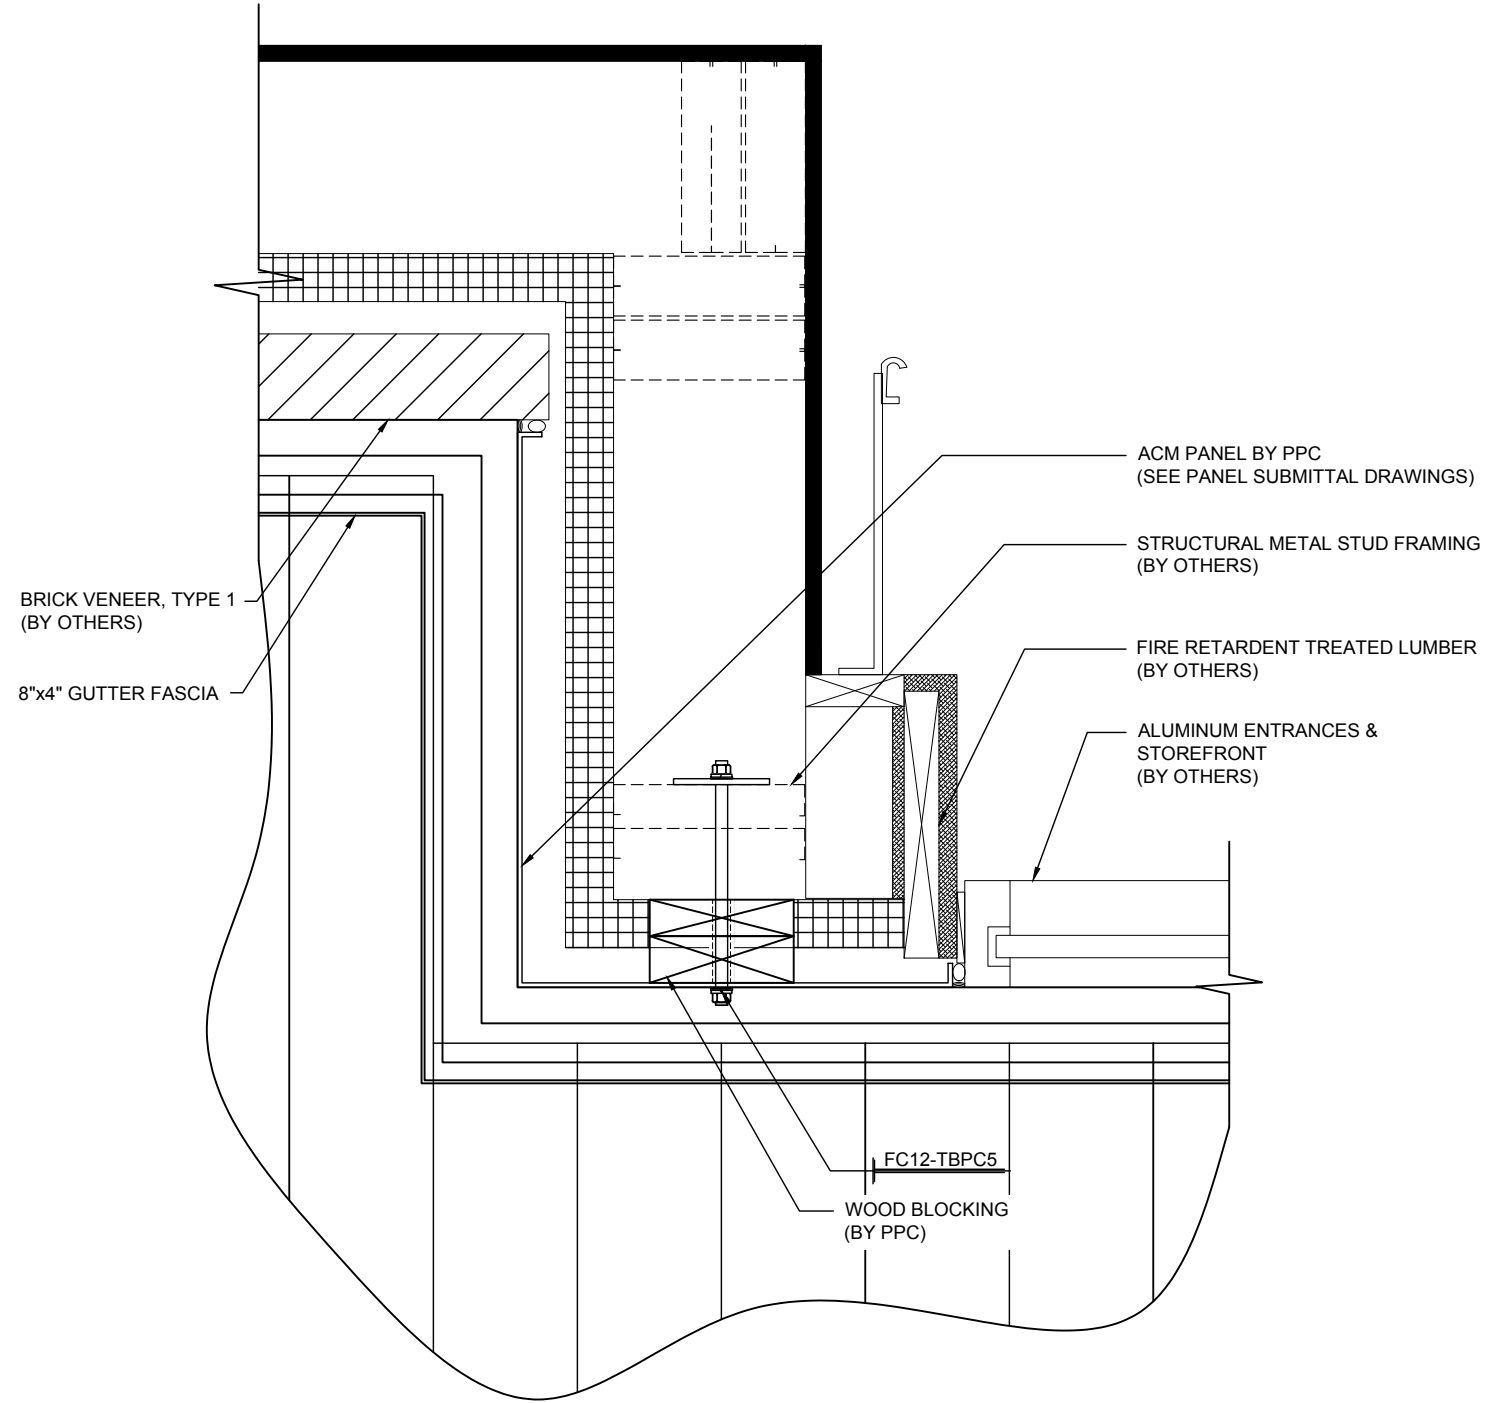 ACM PANEL BY PPC
(SEE PANEL SUBMITTAL DRAWINGS)
STRUCTURAL METAL STUD FRAMING
(BY OTHERS)
BRICK VENEER, TYPE 1
(BY OTHERS)
FIRE RETARDENT TREATED LUMBER
(BY OTHERS)
8"x4" GUTTER FASCIA
ALUMINUM ENTRANCES &
STOREFRONT
(BY OTHERS)
FC12-TBPC5
WOOD BLOCKING
(BY PPC)